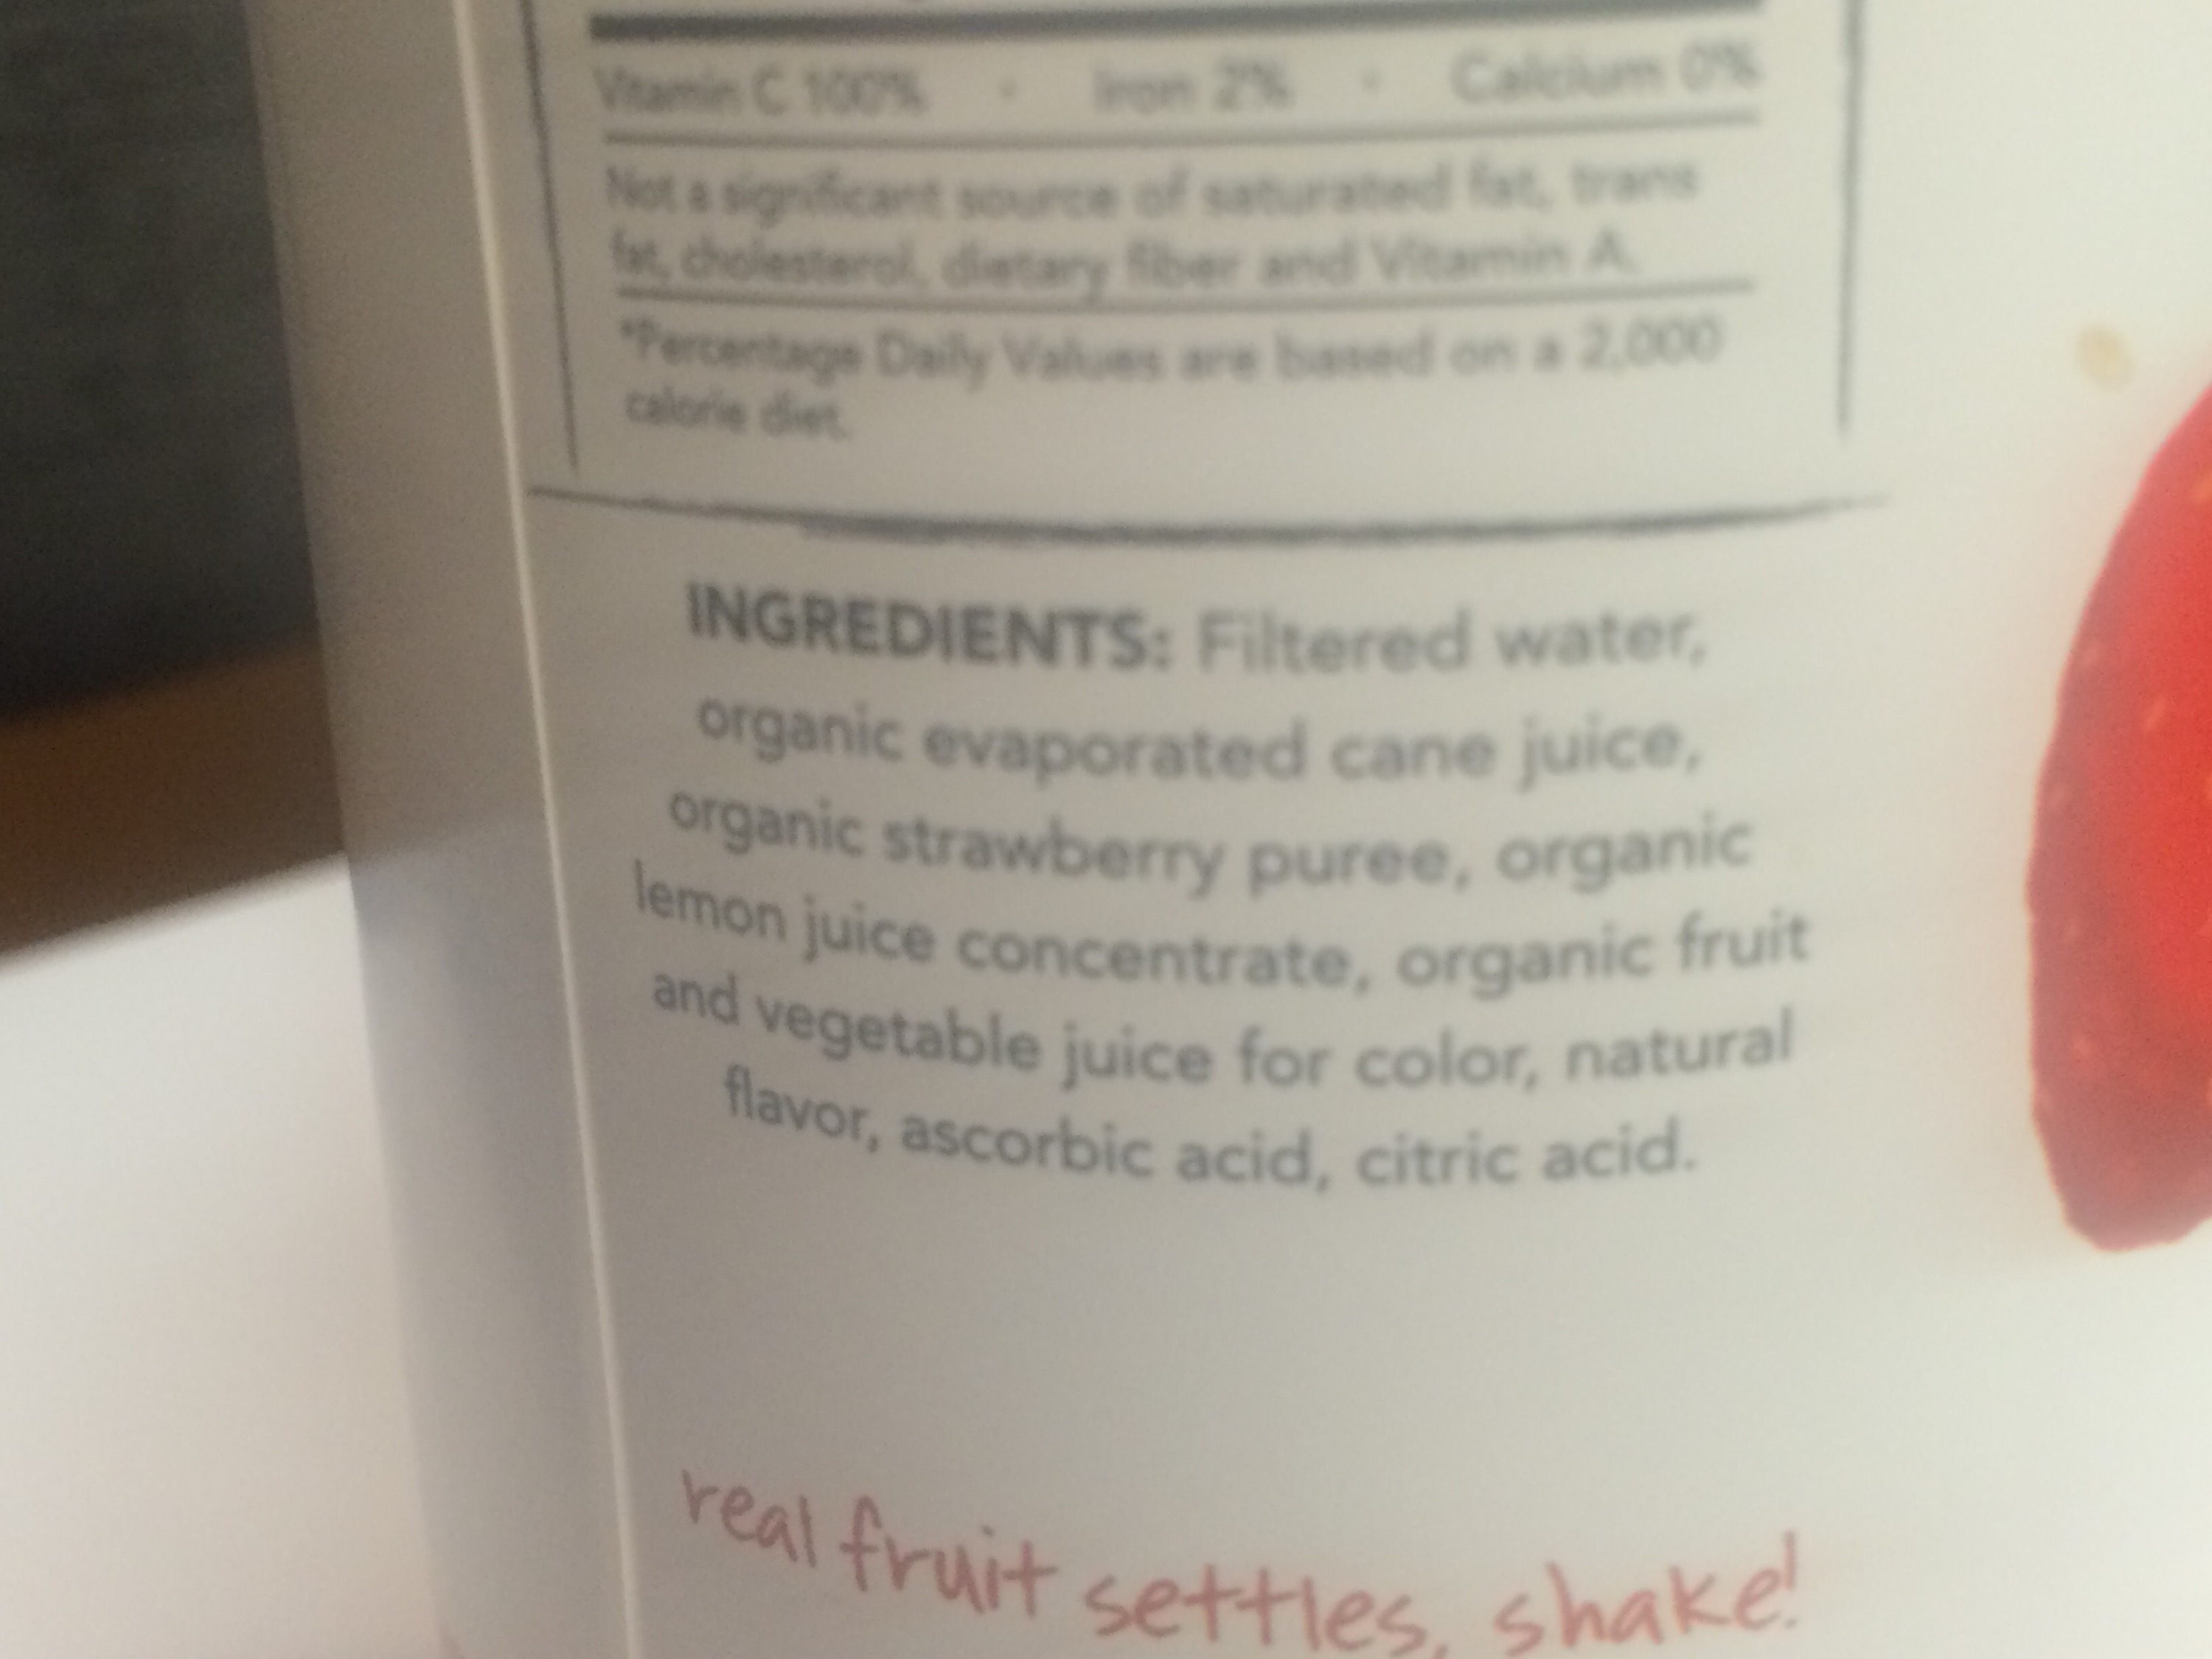 Vitamin C 100% · Iron 2% · Calcium 0%
Not a significant source of saturated fat, trans
fat, cholesterol, dietary fiber and Vitamin A.
*Percentage Daily Values are based on a 2,000
calorie diet.
INGREDIENTS: Filtered water,
organic evaporated cane juice,
organic strawberry puree, organic
lemon juice concentrate, organic fruit
and vegetable juice for color, natural
flavor, ascorbic acid, citric acid.
real fruit settles, shake!